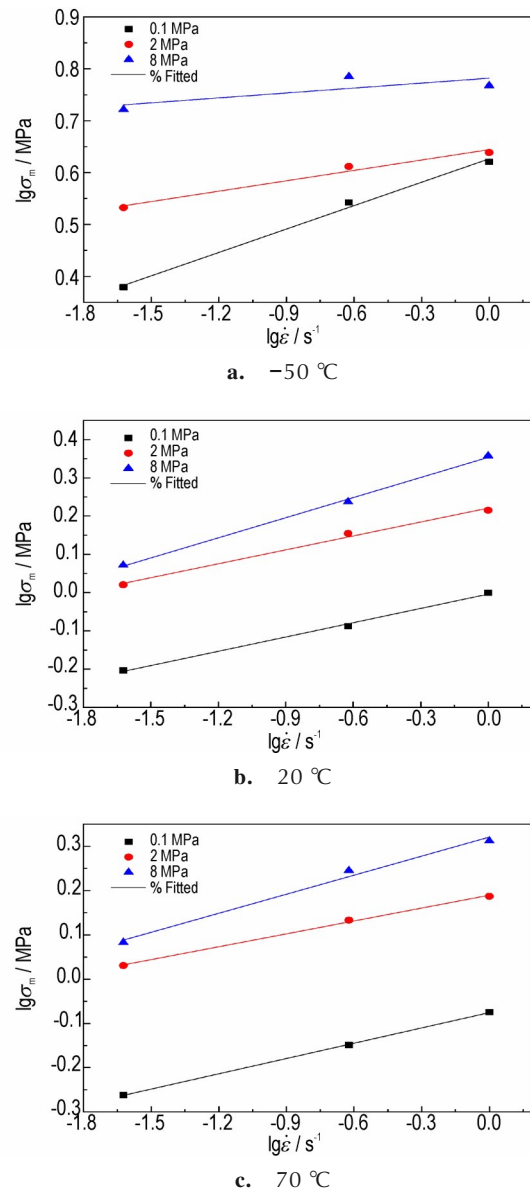 0.9
0.8
0.7
0.6
0.5
0.4
lgσm / MPa
0.1 MPa
2 MPa
8 MPa
% Fitted
-1.8 -1.5 -1.2 -0.9 -0.6 -0.3 0.0
lgε̇ / s-1
a. −50 ℃
0.4
0.3
0.2
0.1
0.0
-0.1
-0.2
-0.3
lgσm / MPa
0.1 MPa
2 MPa
8 MPa
% Fitted
-1.8 -1.5 -1.2 -0.9 -0.6 -0.3 0.0
lgε̇ / s-1
b. 20 ℃
0.3
0.2
0.1
0.0
-0.1
-0.2
-0.3
lgσm / MPa
0.1 MPa
2 MPa
8 MPa
% Fitted
-1.8 -1.5 -1.2 -0.9 -0.6 -0.3 0.0
lgε̇ / s-1
c. 70 ℃